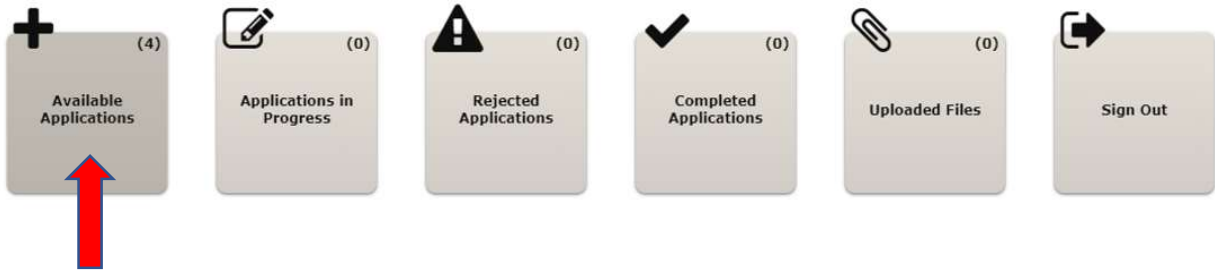 (4)
Available
Applications
(0)
Applications in
Progress
(0)
Rejected
Applications
(0)
Completed
Applications
(0)
Uploaded Files
Sign Out